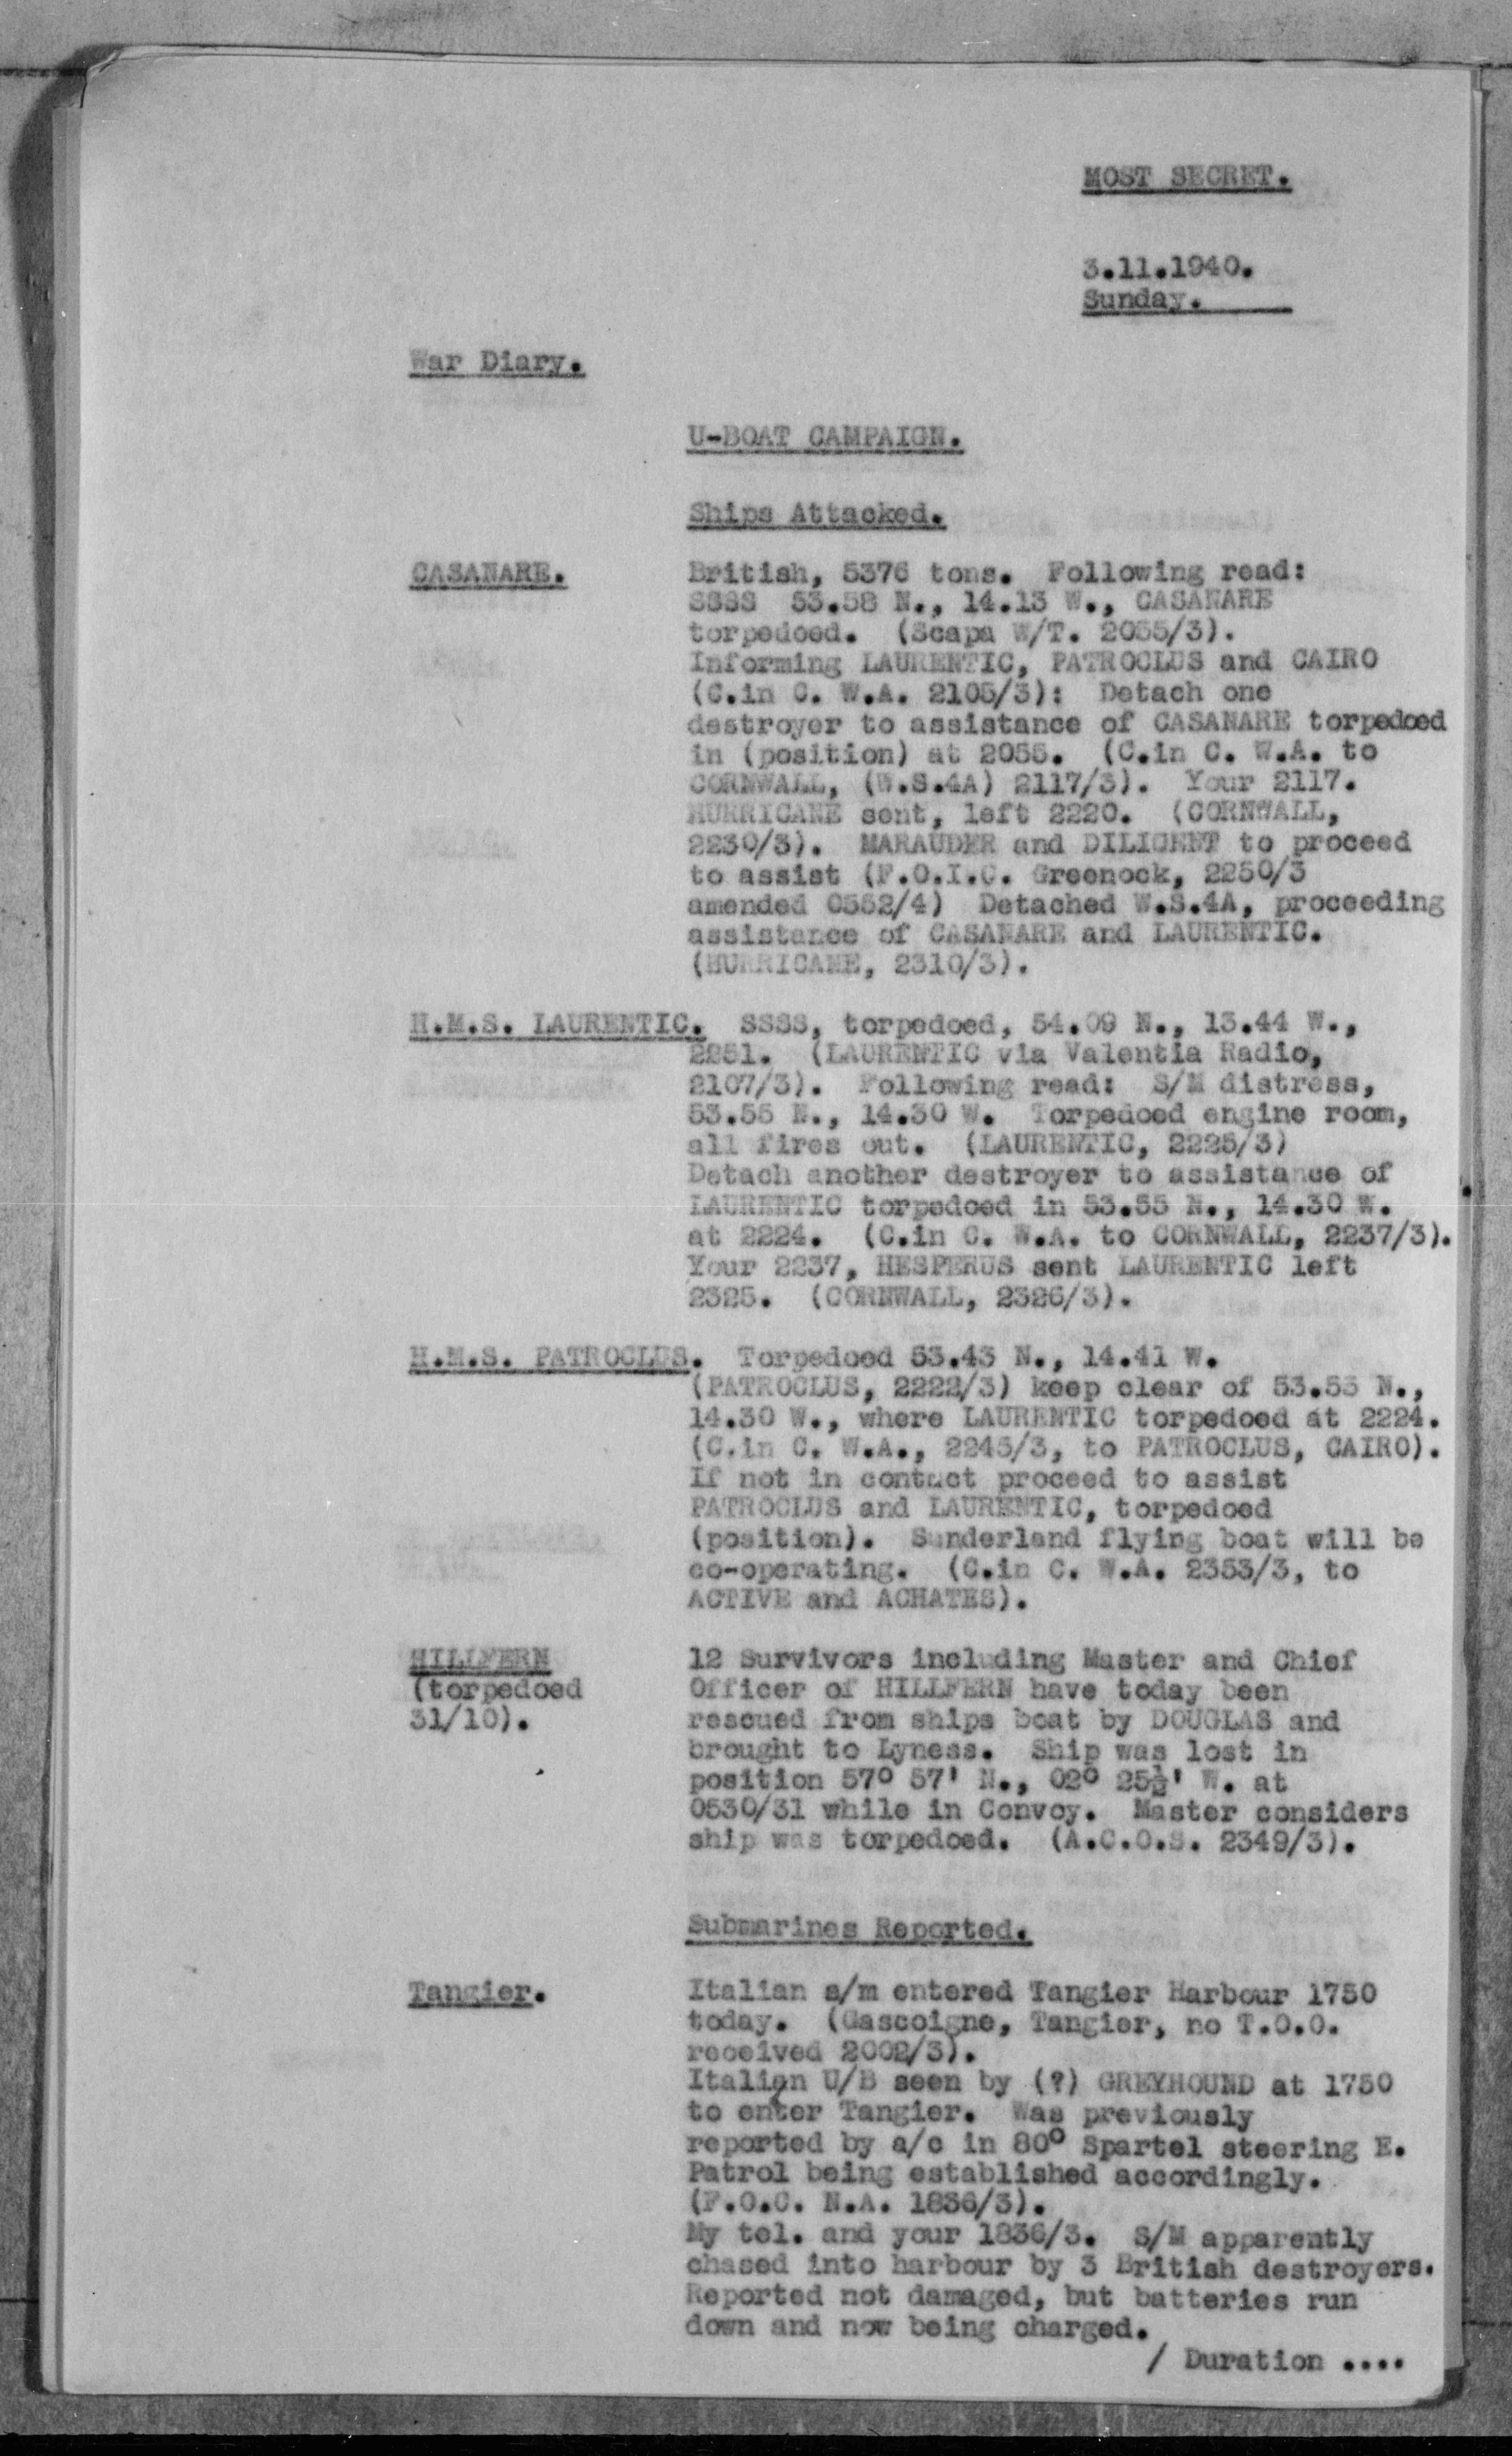 MOST SECRET.
3.11.1940.
Sunday.
War Diary.
U-BOAT CAMPAIGN.
Ships Attacked.
CASANARE. British, 5376 tons. Following read:
SSSS 53.58 N., 14.13 W., CASANARE
torpedoed. (Scapa W/T. 2055/3).
Informing LAURENTIC, PATROCLUS and CAIRO
(C.in C. W.A. 2105/3): Detach one
destroyer to assistance of CASANARE torpedoed
in (position) at 2055. (C.in C. W.A. to
CORNWALL, (W.S.4A) 2117/3). Your 2117.
HURRICANE sent, left 2220. (CORNWALL,
2230/3). MARAUDER and DILIGENT to proceed
to assist (F.O.I.C. Greenock, 2250/3
amended 0552/4) Detached W.S.4A, proceeding
assistance of CASANARE and LAURENTIC.
(HURRICANE, 2310/3).
H.M.S. LAURENTIC. SSSS, torpedoed, 54.09 N., 13.44 W.,
2251. (LAURENTIC via Valentia Radio,
2107/3). Following read: S/M distress,
53.55 N., 14.30 W. Torpedoed engine room,
all fires out. (LAURENTIC, 2225/3)
Detach another destroyer to assistance of
LAURENTIC torpedoed in 53.55 N., 14.30 W.
at 2224. (C.in C. W.A. to CORNWALL, 2237/3).
Your 2237, HESPERUS sent LAURENTIC left
2325. (CORNWALL, 2326/3).
H.M.S. PATROCLUS. Torpedoed 53.43 N., 14.41 W.
(PATROCLUS, 2222/3) keep clear of 53.53 N.,
14.30 W., where LAURENTIC torpedoed at 2224.
(C.in C. W.A., 2245/3, to PATROCLUS, CAIRO).
If not in contact proceed to assist
PATROCLUS and LAURENTIC, torpedoed
(position). Sunderland flying boat will be
co-operating. (C.in C. W.A. 2353/3, to
ACTIVE and ACHATES).
HILLFERN 12 Survivors including Master and Chief
(torpedoed Officer of HILLFERN have today been
31/10). rescued from ships boat by DOUGLAS and
brought to Lyness. Ship was lost in
position 57° 57' N., 02° 25½' W. at
0530/31 while in Convoy. Master considers
ship was torpedoed. (A.C.O.S. 2349/3).
Submarines Reported.
Tangier. Italian s/m entered Tangier Harbour 1750
today. (Gascoigne, Tangier, no T.O.O.
received 2002/3).
Italian U/B seen by (?) GREYHOUND at 1750
to enter Tangier. Was previously
reported by a/c in 80° Spartel steering E.
Patrol being established accordingly.
(F.O.C. N.A. 1836/3).
My tel. and your 1836/3. S/M apparently
chased into harbour by 3 British destroyers.
Reported not damaged, but batteries run
down and now being charged.
/ Duration ....